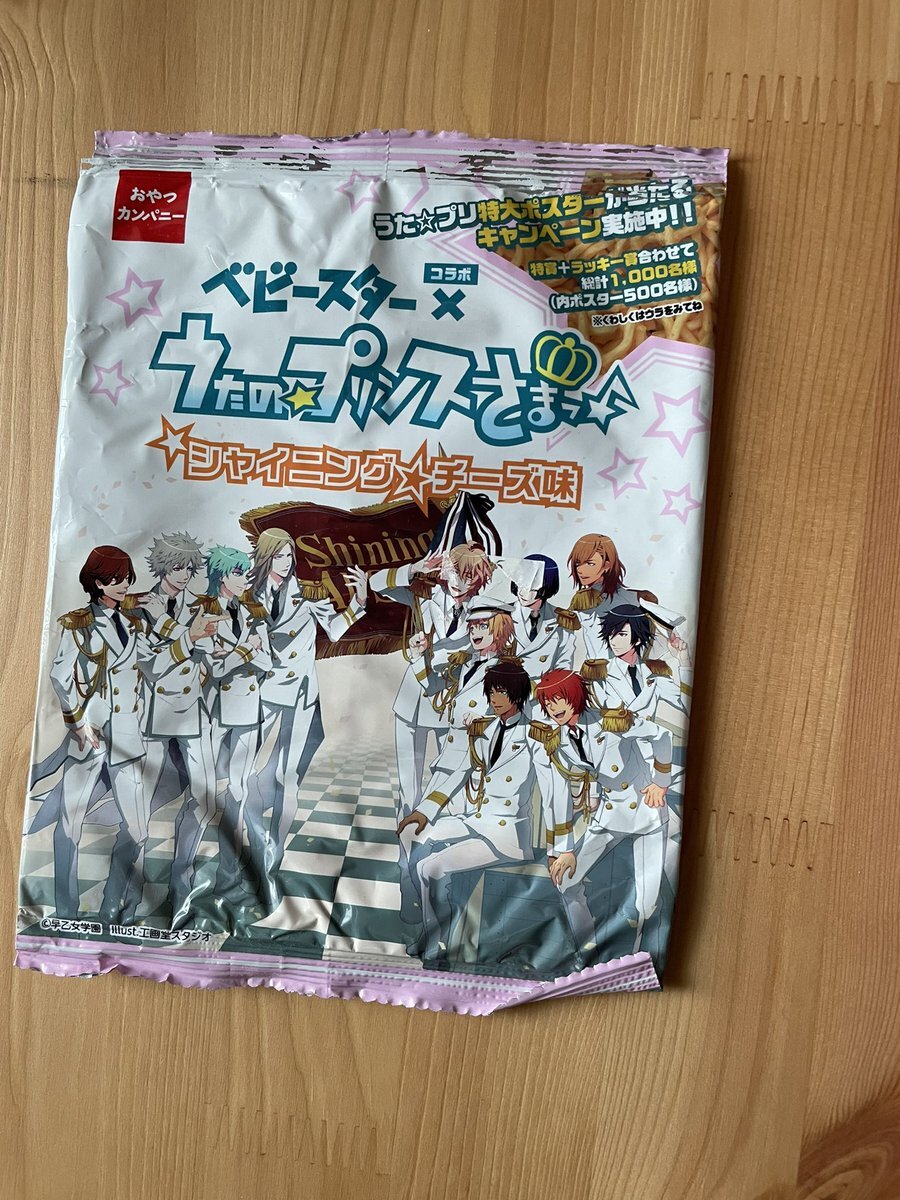 おやつ
カンパニー
うた☆プリ特大ポスターが当たる
キャンペーン実施中!!
特賞+ラッキー賞合わせて
総計1,000名様
(内ポスター500名様)
※くわしくはウラをみてね
ベビースター
コラボ
×
うたの☆プリンスさまっ♪
シャイニング☆チーズ味
Shining
©早乙女学園 Illust.工画堂スタジオ